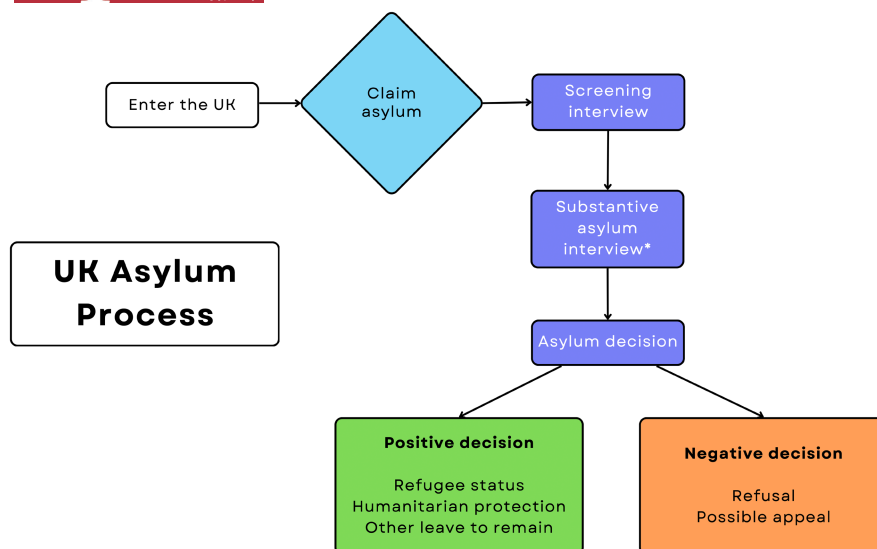 Enter the UK
Claim
asylum
Screening
interview
Substantive
asylum
interview*
UK Asylum
Process
Asylum decision
Positive decision
Refugee status
Humanitarian protection
Other leave to remain
Negative decision
Refusal
Possible appeal